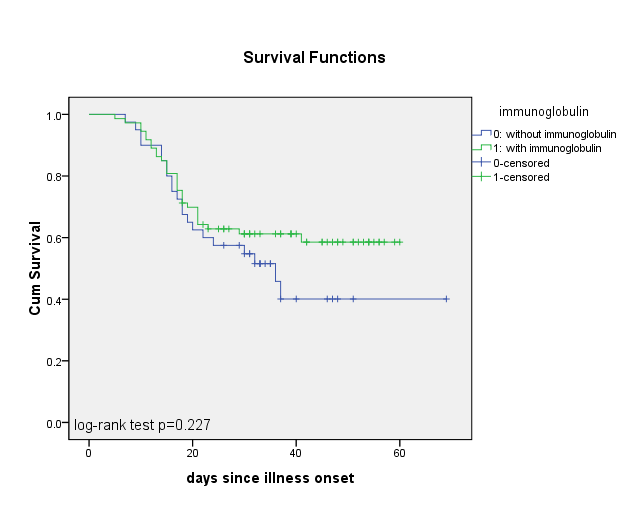 Survival Functions
immunoglobulin
0: without immunoglobulin
1: with immunoglobulin
0-censored
1-censored
Cum Survival
1.0
0.8
0.6
0.4
0.2
0.0
log-rank test p=0.227
0 20 40 60
days since illness onset